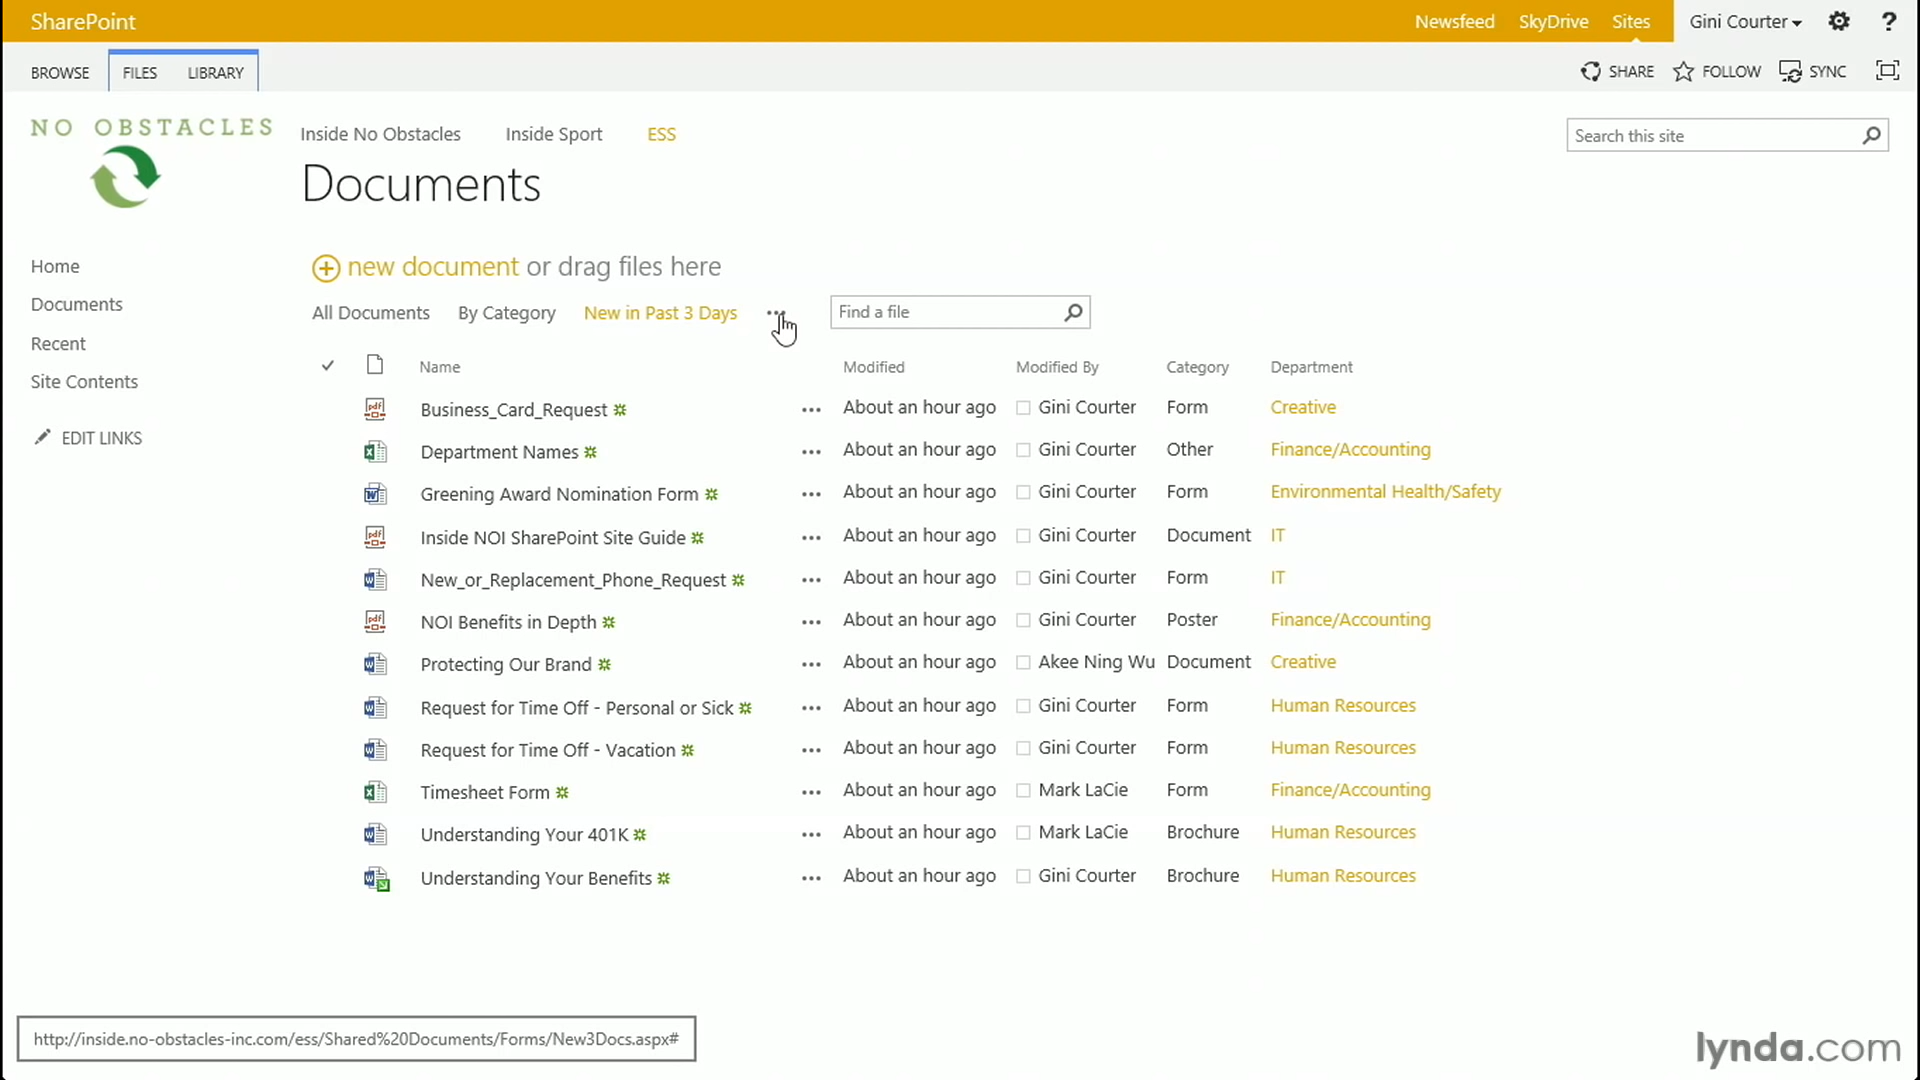 SharePoint
Newsfeed SkyDrive Sites Gini Courter ?
BROWSE FILES LIBRARY
SHARE FOLLOW SYNC
NO OBSTACLES
Inside No Obstacles Inside Sport ESS
Search this site
Documents
Home
Documents
Recent
Site Contents
EDIT LINKS
new document or drag files here
All Documents By Category New in Past 3 Days ...
Find a file
Name Modified Modified By Category Department
pdf Business_Card_Request ... About an hour ago Gini Courter Form Creative
Department Names ... About an hour ago Gini Courter Other Finance/Accounting
Greening Award Nomination Form ... About an hour ago Gini Courter Form Environmental Health/Safety
pdf Inside NOI SharePoint Site Guide ... About an hour ago Gini Courter Document IT
New_or_Replacement_Phone_Request ... About an hour ago Gini Courter Form IT
pdf NOI Benefits in Depth ... About an hour ago Gini Courter Poster Finance/Accounting
Protecting Our Brand ... About an hour ago Akee Ning Wu Document Creative
Request for Time Off - Personal or Sick ... About an hour ago Gini Courter Form Human Resources
Request for Time Off - Vacation ... About an hour ago Gini Courter Form Human Resources
Timesheet Form ... About an hour ago Mark LaCie Form Finance/Accounting
Understanding Your 401K ... About an hour ago Mark LaCie Brochure Human Resources
Understanding Your Benefits ... About an hour ago Gini Courter Brochure Human Resources
http://inside.no-obstacles-inc.com/ess/Shared%20Documents/Forms/New3Docs.aspx#
lynda.com